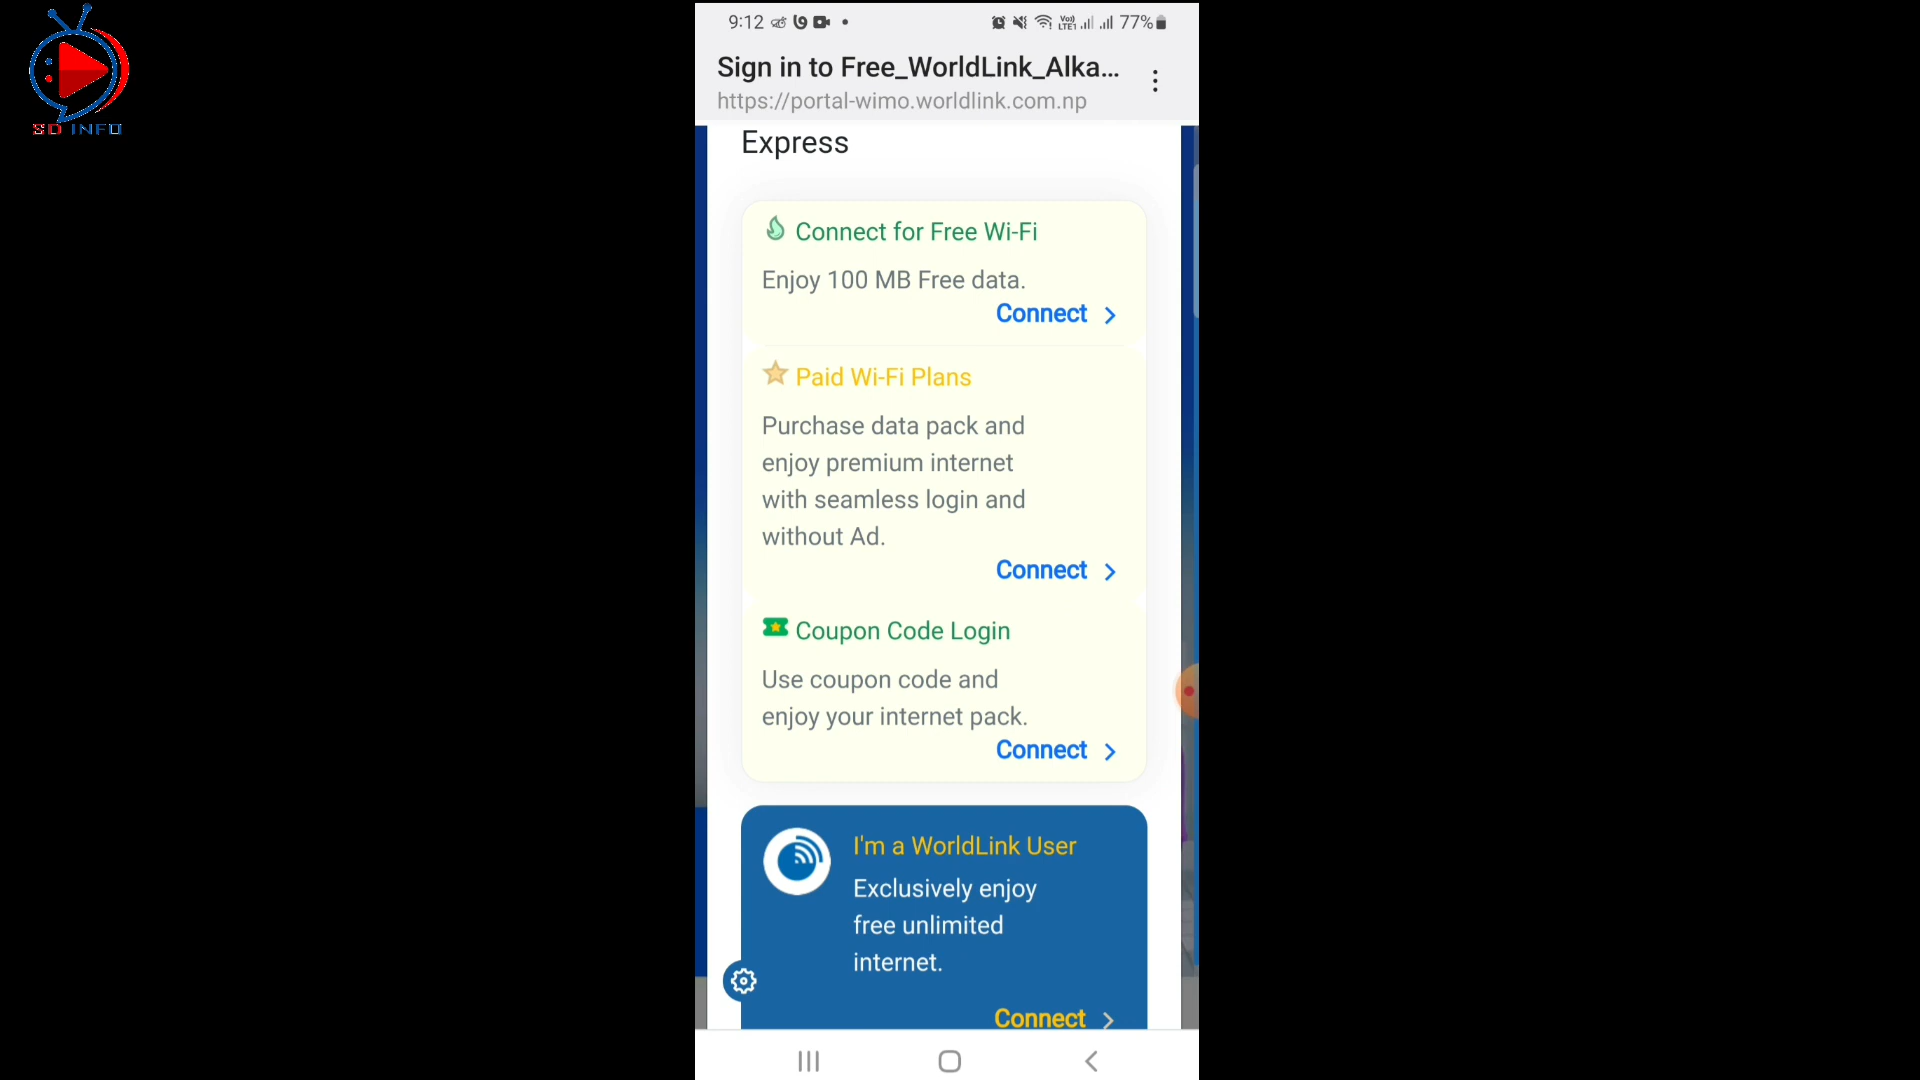 SD INFO
9:12
Vo)) LTE1
77%
Sign in to Free_WorldLink_Alka...
https://portal-wimo.worldlink.com.np
Express
Connect for Free Wi-Fi
Enjoy 100 MB Free data.
Connect
Paid Wi-Fi Plans
Purchase data pack and
enjoy premium internet
with seamless login and
without Ad.
Connect
Coupon Code Login
Use coupon code and
enjoy your internet pack.
Connect
I'm a WorldLink User
Exclusively enjoy
free unlimited
internet.
Connect